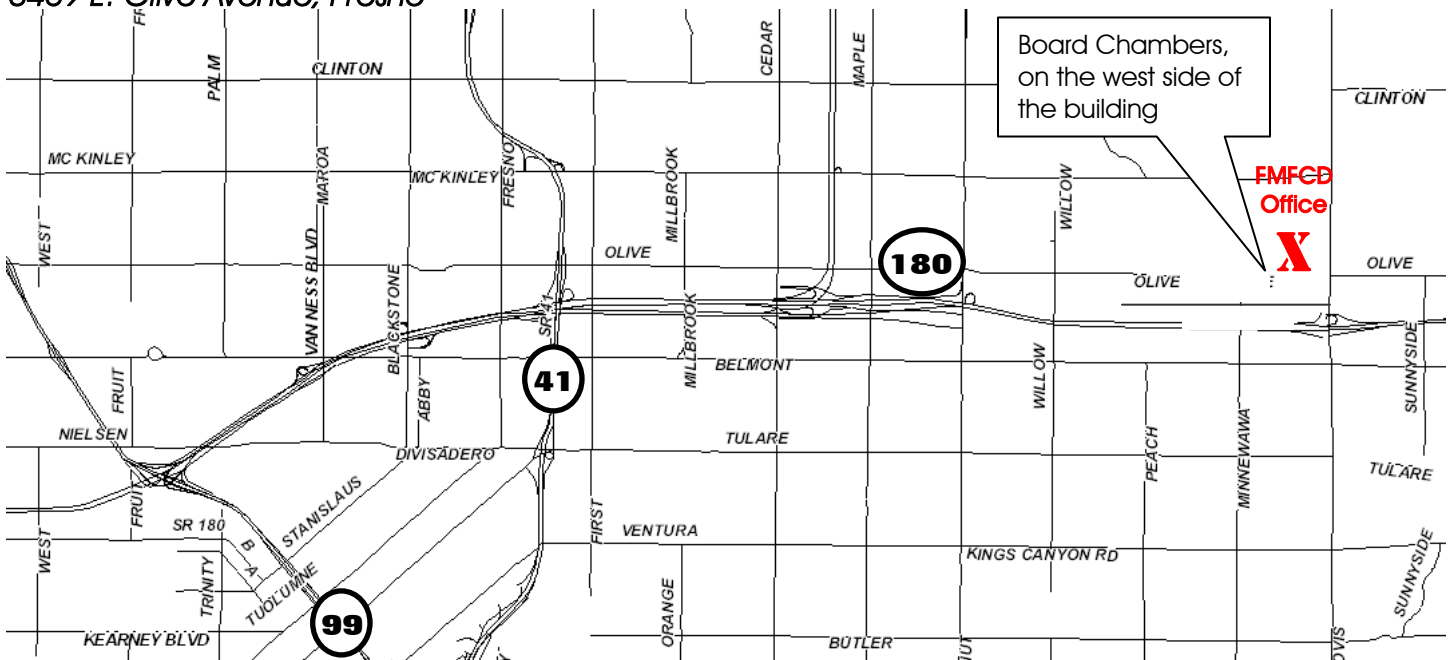 E. Olive Avenue, Fresno
Board Chambers,
on the west side of
the building
CEDAR
MAPLE
PALM
CLINTON
CLINTON
MC KINLEY
MAROA
MC KINLEY
FRESNO
MILLBROOK
WILLOW
FMFCD
Office
X
WEST
VAN NESS BLVD
BLACKSTONE
OLIVE
180
OLIVE
OLIVE
SR 41
41
FRUIT
ABBY
MILLBROOK
BELMONT
WILLOW
SUNNYSIDE
NIELSEN
DIVISADERO
TULARE
PEACH
MINNEWAWA
TULARE
FRUIT
STANISLAUS
SR 180
B
A
FIRST
VENTURA
KINGS CANYON RD
WEST
TRINITY
TUOLUMNE
ORANGE
SUNNYSIDE
99
KEARNEY BLVD
BUTLER